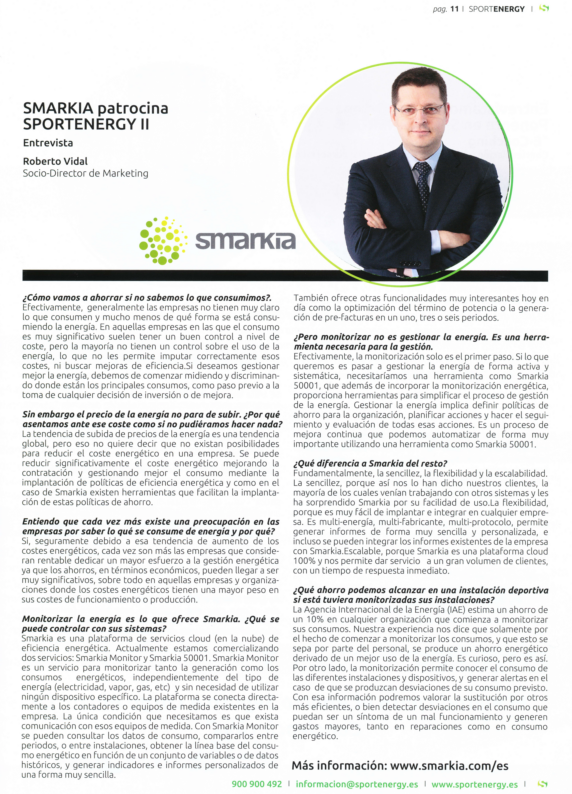 pag. 11 | SPORTENERGY |
SMARKIA patrocina
SPORTENERGY II
Entrevista
Roberto Vidal
Socio-Director de Marketing
smarkia
¿Cómo vamos a ahorrar si no sabemos lo que consumimos?.
Efectivamente, generalmente las empresas no tienen muy claro
lo que consumen y mucho menos de qué forma se está consu-
miendo la energía. En aquellas empresas en las que el consumo
es muy significativo suelen tener un buen control a nivel de
coste, pero la mayoría no tienen un control sobre el uso de la
energía, lo que no les permite imputar correctamente esos
costes, ni buscar mejoras de eficiencia.Si deseamos gestionar
mejor la energía, debemos de comenzar midiendo y discriminan-
do donde están los principales consumos, como paso previo a la
toma de cualquier decisión de inversión o de mejora.
Sin embargo el precio de la energía no para de subir. ¿Por qué
asentamos ante ese coste como si no pudiéramos hacer nada?
La tendencia de subida de precios de la energía es una tendencia
global, pero eso no quiere decir que no existan posibilidades
para reducir el coste energético en una empresa. Se puede
reducir significativamente el coste energético mejorando la
contratación y gestionando mejor el consumo mediante la
implantación de políticas de eficiencia energética y como en el
caso de Smarkia existen herramientas que facilitan la implanta-
ción de estas políticas de ahorro.
Entiendo que cada vez más existe una preocupación en las
empresas por saber lo qué se consume de energía y por qué?
Si, seguramente debido a esa tendencia de aumento de los
costes energéticos, cada vez son más las empresas que conside-
ran rentable dedicar un mayor esfuerzo a la gestión energética
ya que los ahorros, en términos económicos, pueden llegar a ser
muy significativos, sobre todo en aquellas empresas y organiza-
ciones donde los costes energéticos tienen una mayor peso en
sus costes de funcionamiento o producción.
Monitorizar la energía es lo que ofrece Smarkia. ¿Qué se
puede controlar con sus sistemas?
Smarkia es una plataforma de servicios cloud (en la nube) de
eficiencia energética. Actualmente estamos comercializando
dos servicios: Smarkia Monitor y Smarkia 50001. Smarkia Monitor
es un servicio para monitorizar tanto la generación como los
consumos energéticos, independientemente del tipo de
energía (electricidad, vapor, gas, etc) y sin necesidad de utilizar
ningún dispositivo específico. La plataforma se conecta directa-
mente a los contadores o equipos de medida existentes en la
empresa. La única condición que necesitamos es que exista
comunicación con esos equipos de medida. Con Smarkia Monitor
se pueden consultar los datos de consumo, compararlos entre
periodos, o entre instalaciones, obtener la línea base del consu-
mo energético en función de un conjunto de variables o de datos
históricos, y generar indicadores e informes personalizados de
una forma muy sencilla.
También ofrece otras funcionalidades muy interesantes hoy en
día como la optimización del término de potencia o la genera-
ción de pre-facturas en un uno, tres o seis periodos.
¿Pero monitorizar no es gestionar la energía. Es una herra-
mienta necesaria para la gestión.
Efectivamente, la monitorización solo es el primer paso. Si lo que
queremos es pasar a gestionar la energía de forma activa y
sistemática, necesitaríamos una herramienta como Smarkia
50001, que además de incorporar la monitorización energética,
proporciona herramientas para simplificar el proceso de gestión
de la energía. Gestionar la energía implica definir políticas de
ahorro para la organización, planificar acciones y hacer el segui-
miento y evaluación de todas esas acciones. Es un proceso de
mejora continua que podemos automatizar de forma muy
importante utilizando una herramienta como Smarkia 50001.
¿Qué diferencia a Smarkia del resto?
Fundamentalmente, la sencillez, la flexibilidad y la escalabilidad.
La sencillez, porque así nos lo han dicho nuestros clientes, la
mayoría de los cuales venían trabajando con otros sistemas y les
ha sorprendido Smarkia por su facilidad de uso.La flexibilidad,
porque es muy fácil de implantar e integrar en cualquier empre-
sa. Es multi-energía, multi-fabricante, multi-protocolo, permite
generar informes de forma muy sencilla y personalizada, e
incluso se pueden integrar los informes existentes de la empresa
con Smarkia.Escalable, porque Smarkia es una plataforma cloud
100% y nos permite dar servicio a un gran volumen de clientes,
con un tiempo de respuesta inmediato.
¿Qué ahorro podemos alcanzar en una instalación deportiva
si está tuviera monitorizadas sus instalaciones?
La Agencia Internacional de la Energía (IAE) estima un ahorro de
un 10% en cualquier organización que comienza a monitorizar
sus consumos. Nuestra experiencia nos dice que solamente por
el hecho de comenzar a monitorizar los consumos, y que esto se
sepa por parte del personal, se produce un ahorro energético
derivado de un mejor uso de la energía. Es curioso, pero es así.
Por otro lado, la monitorización permite conocer el consumo de
las diferentes instalaciones y dispositivos, y generar alertas en el
caso de que se produzcan desviaciones de su consumo previsto.
Con esa información podremos valorar la sustitución por otros
más eficientes, o bien detectar desviaciones en el consumo que
puedan ser un síntoma de un mal funcionamiento y generen
gastos mayores, tanto en reparaciones como en consumo
energético.
Más información: www.smarkia.com/es
900 900 492 | informacion@sportenergy.es | www.sportenergy.es |